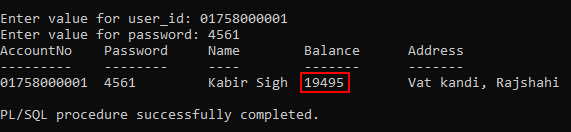 Enter value for user_id: 01758000001
Enter value for password: 4561
AccountNo Password Name Balance Address
--------- -------- ---- -------- -------
01758000001 4561 Kabir Sigh 19495 Vat kandi, Rajshahi
PL/SQL procedure successfully completed.